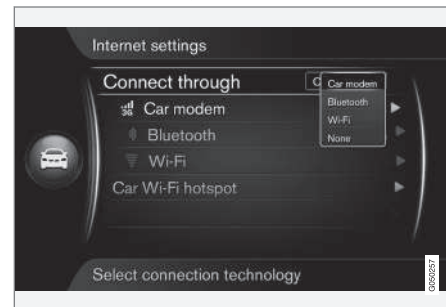 Internet settings
Connect through
Car modem
Bluetooth
Wi-Fi
None
3G Car modem
Bluetooth
Wi-Fi
Car Wi-Fi hotspot
Select connection technology
G050257